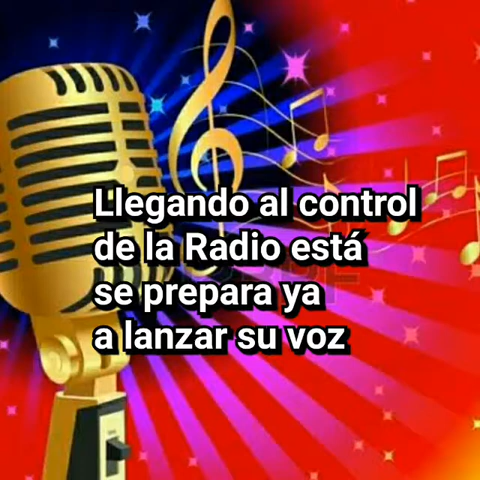 Llegando al control
de la Radio está
se prepara ya
a lanzar su voz